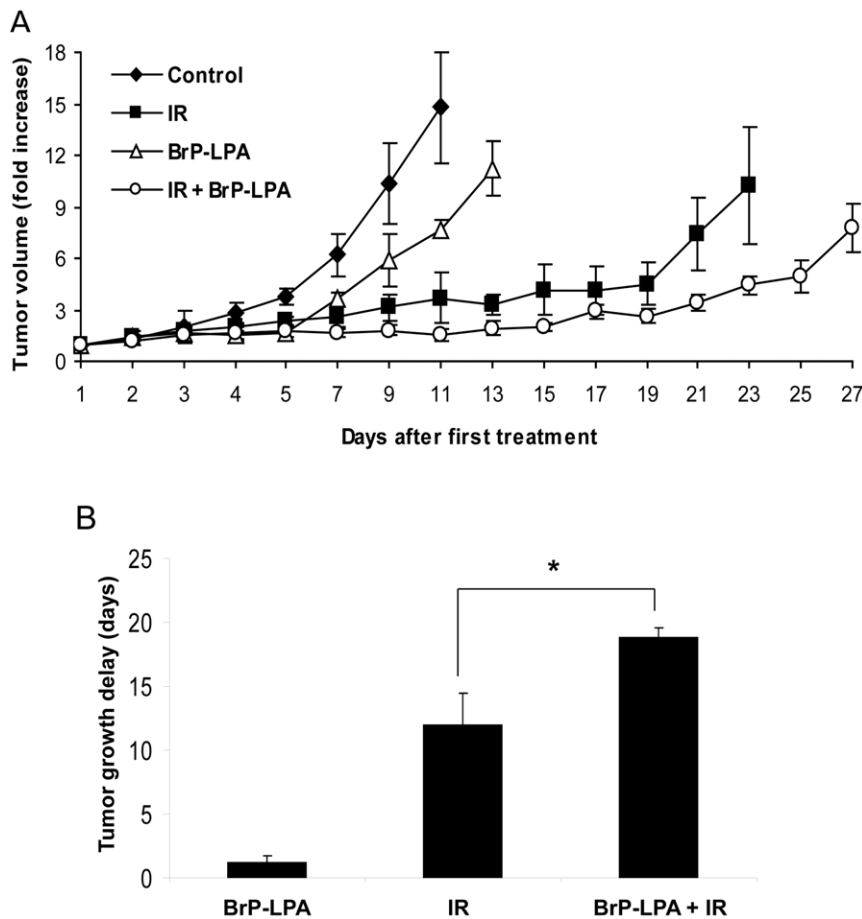 A
Tumor volume (fold increase)
18
15
12
9
6
3
0
Control
IR
BrP-LPA
IR + BrP-LPA
1 2 3 4 5 7 9 11 13 15 17 19 21 23 25 27
Days after first treatment
B
Tumor growth delay (days)
25
20
15
10
5
0
*
BrP-LPA IR BrP-LPA + IR